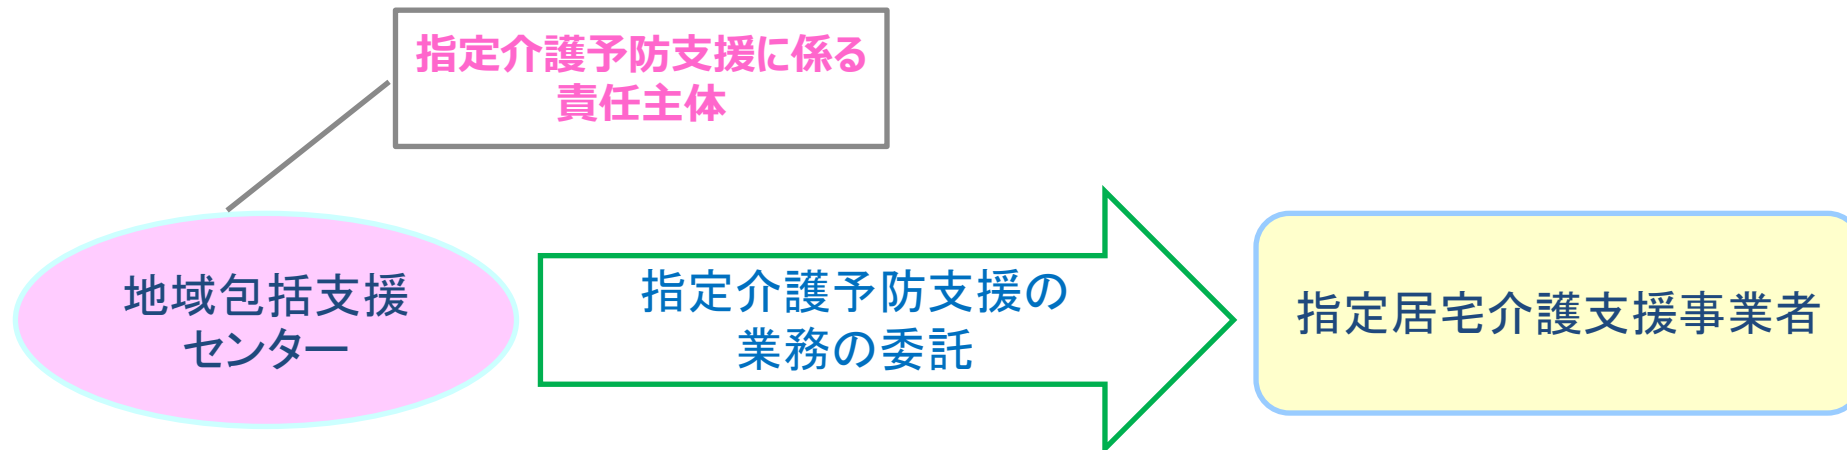 指定介護予防支援に係る
責任主体
地域包括支援
センター
指定介護予防支援の
業務の委託
指定居宅介護支援事業者